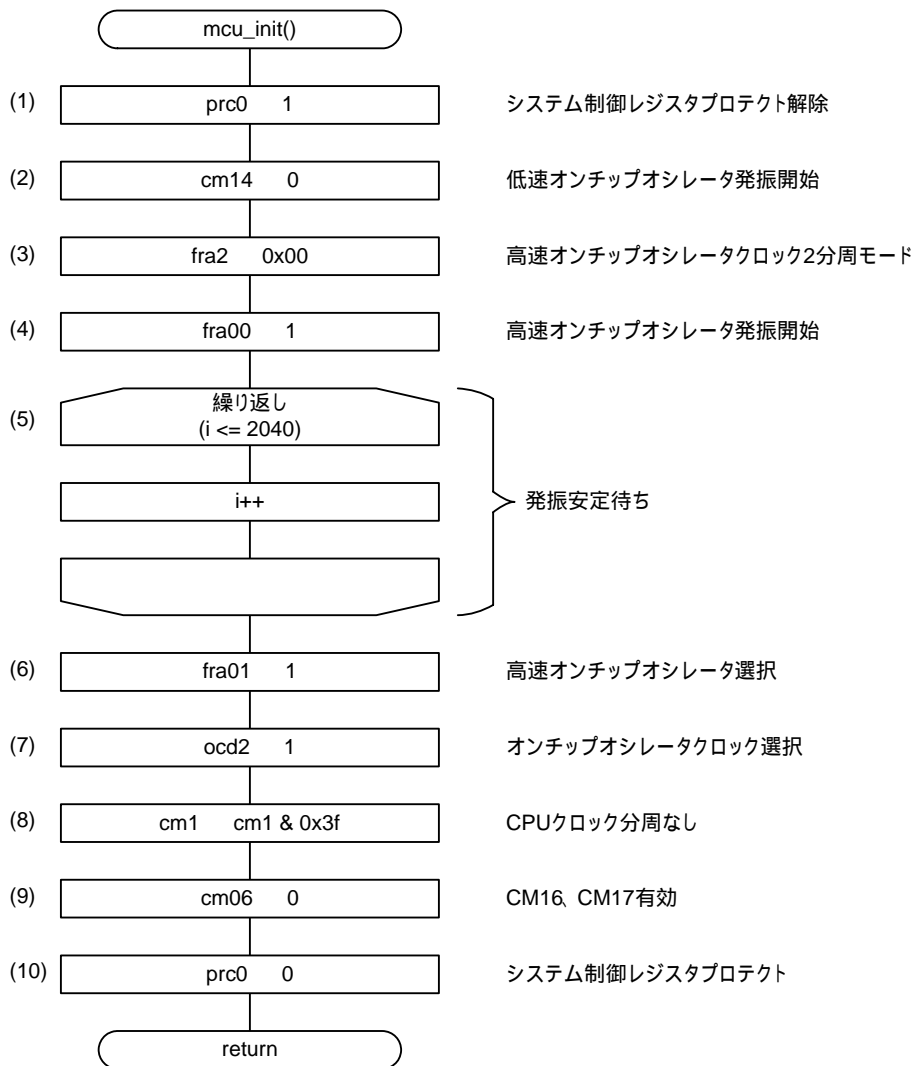 mcu_init()
(1) prc0 1 システム制御レジスタプロテクト解除
(2) cm14 0 低速オンチップオシレータ発振開始
(3) fra2 0x00 高速オンチップオシレータクロック2分周モード
(4) fra00 1 高速オンチップオシレータ発振開始
(5) 繰り返し
(i <= 2040)
i++ 発振安定待ち
(6) fra01 1 高速オンチップオシレータ選択
(7) ocd2 1 オンチップオシレータクロック選択
(8) cm1 cm1 & 0x3f CPUクロック分周なし
(9) cm06 0 CM16、CM17有効
(10) prc0 0 システム制御レジスタプロテクト
return